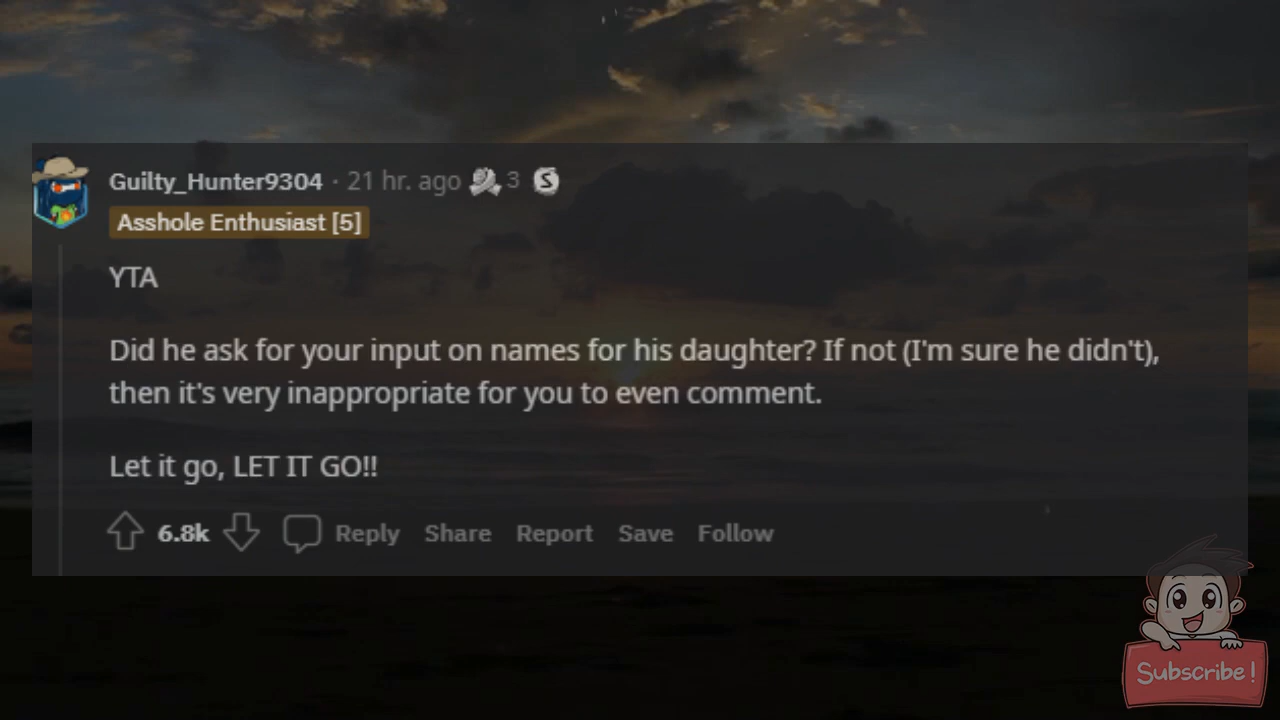 Guilty_Hunter9304 · 21 hr. ago 3 S
Asshole Enthusiast [5]
YTA
Did he ask for your input on names for his daughter? If not (I'm sure he didn't),
then it's very inappropriate for you to even comment.
Let it go, LET IT GO!!
6.8k Reply Share Report Save Follow
Subscribe!